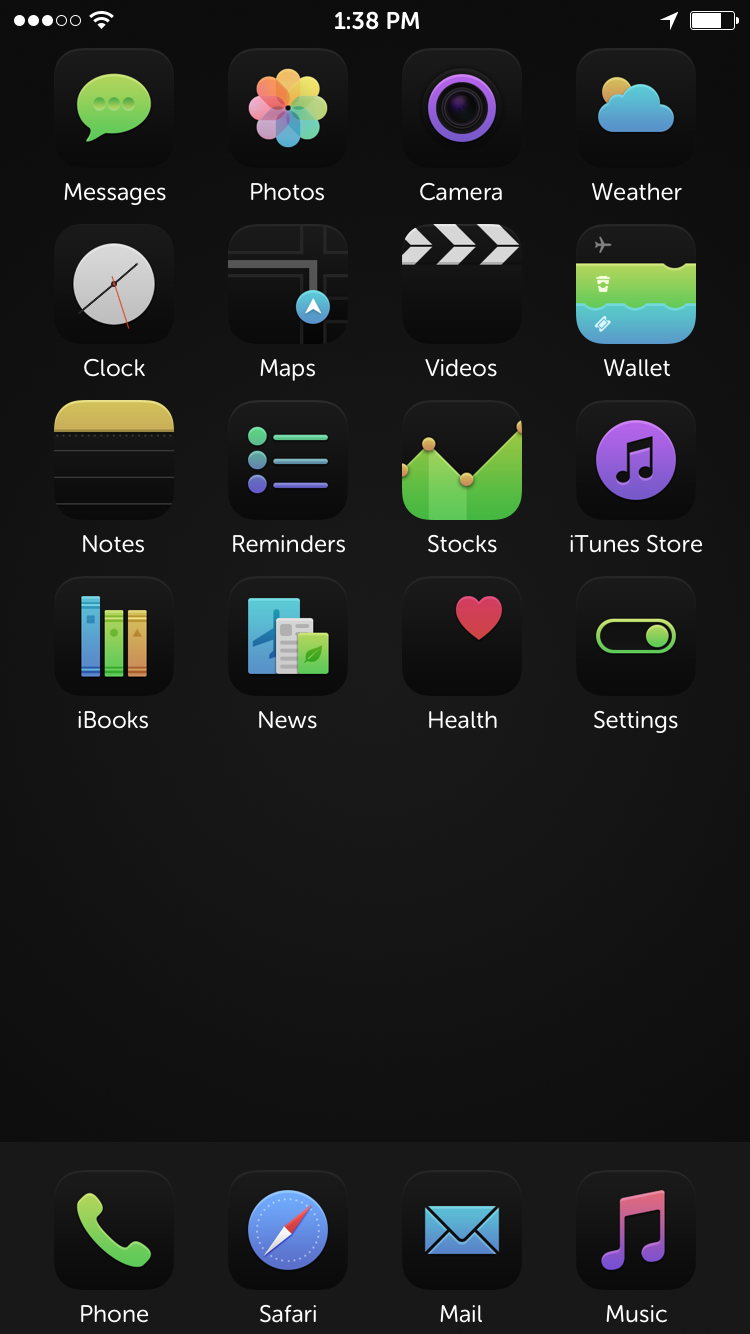 1:38 PM
Messages Photos Camera Weather
Clock Maps Videos Wallet
Notes Reminders Stocks iTunes Store
iBooks News Health Settings
Phone Safari Mail Music